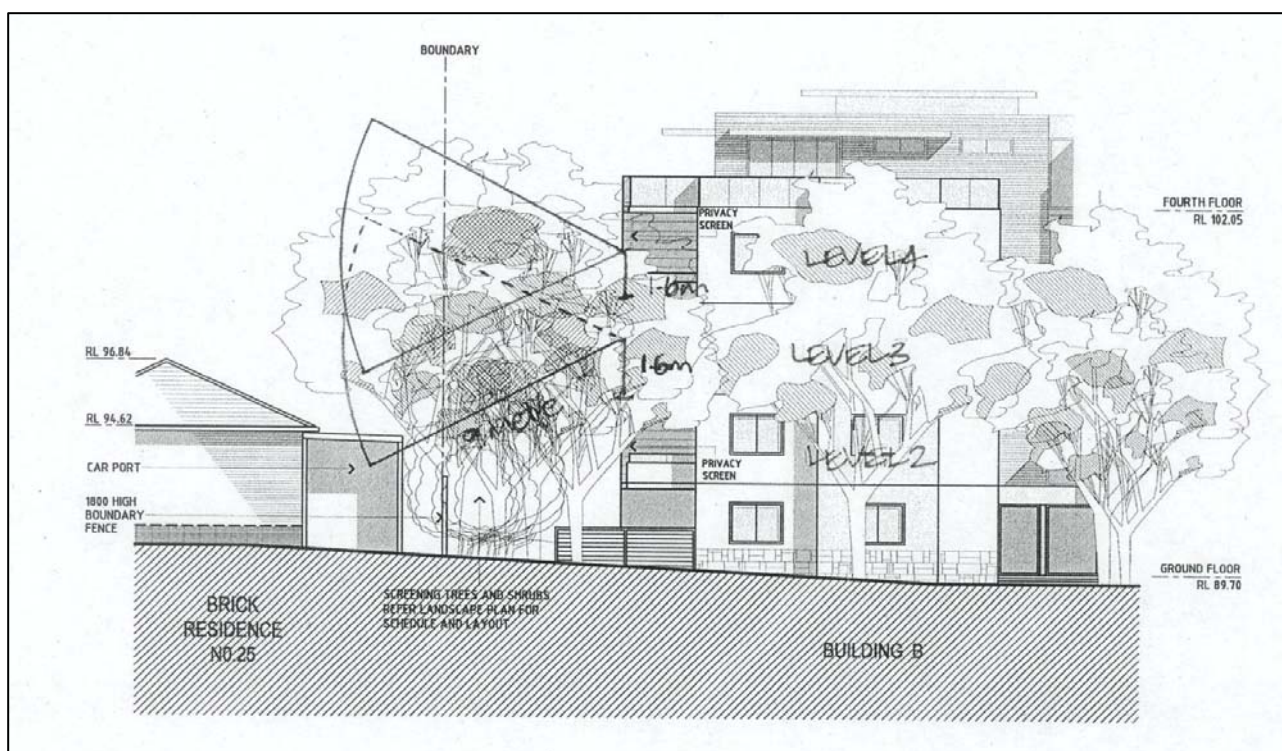 BOUNDARY
PRIVACY
SCREEN
FOURTH FLOOR
RL 102.05
LEVEL 4
1.6m
RL 96.84
LEVEL 3
1.6m
RL 94.62
LEVEL 2
CAR PORT
PRIVACY
SCREEN
1800 HIGH
BOUNDARY
FENCE
GROUND FLOOR
RL 89.70
SCREENING TREES AND SHRUBS
REFER LANDSCAPE PLAN FOR
SCHEDULE AND LAYOUT
BRICK
RESIDENCE
NO.25
BUILDING B